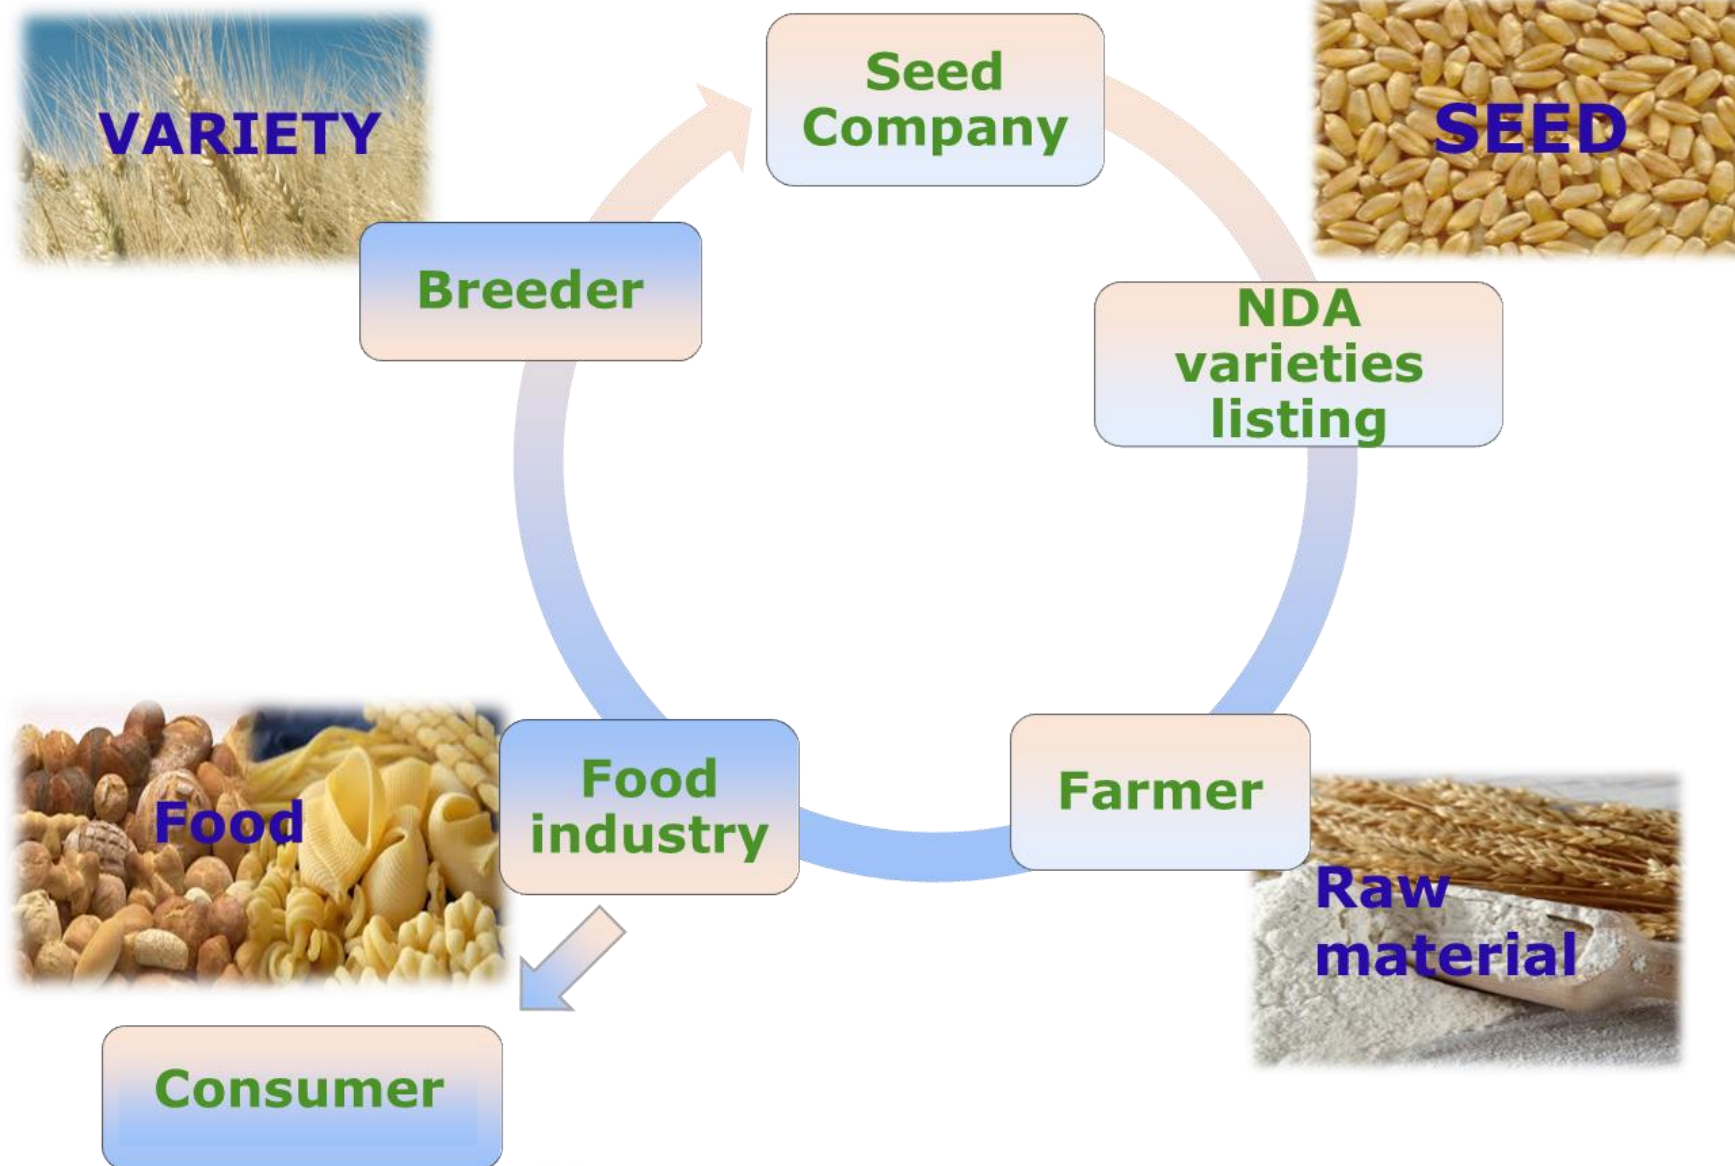 VARIETY
Seed
Company
SEED
Breeder
NDA
varieties
listing
Food
Food
industry
Farmer
Raw
material
Consumer